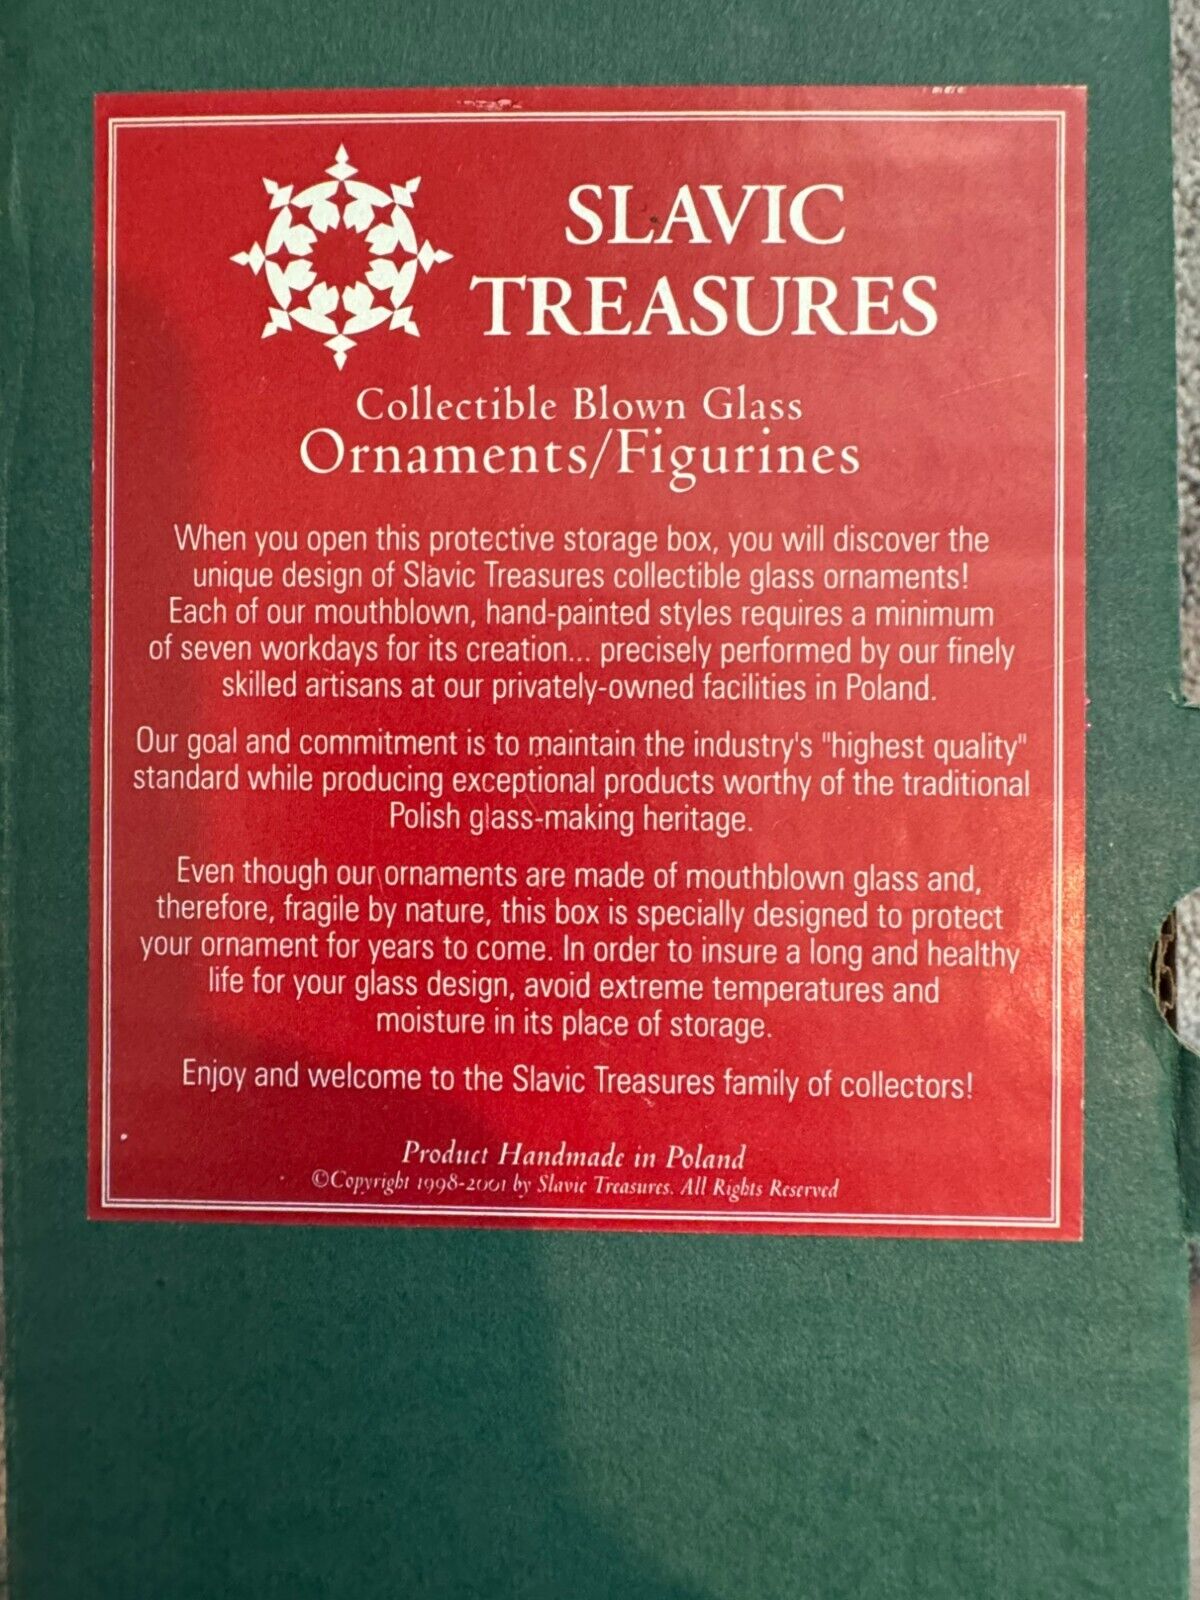 SLAVIC
TREASURES
Collectible Blown Glass
Ornaments/Figurines
When you open this protective storage box, you will discover the
unique design of Slavic Treasures collectible glass ornaments!
Each of our mouthblown, hand-painted styles requires a minimum
of seven workdays for its creation... precisely performed by our finely
skilled artisans at our privately-owned facilities in Poland.
Our goal and commitment is to maintain the industry's "highest quality"
standard while producing exceptional products worthy of the traditional
Polish glass-making heritage.
Even though our ornaments are made of mouthblown glass and,
therefore, fragile by nature, this box is specially designed to protect
your ornament for years to come. In order to insure a long and healthy
life for your glass design, avoid extreme temperatures and
moisture in its place of storage.
Enjoy and welcome to the Slavic Treasures family of collectors!
Product Handmade in Poland
©Copyright 1998-2001 by Slavic Treasures. All Rights Reserved